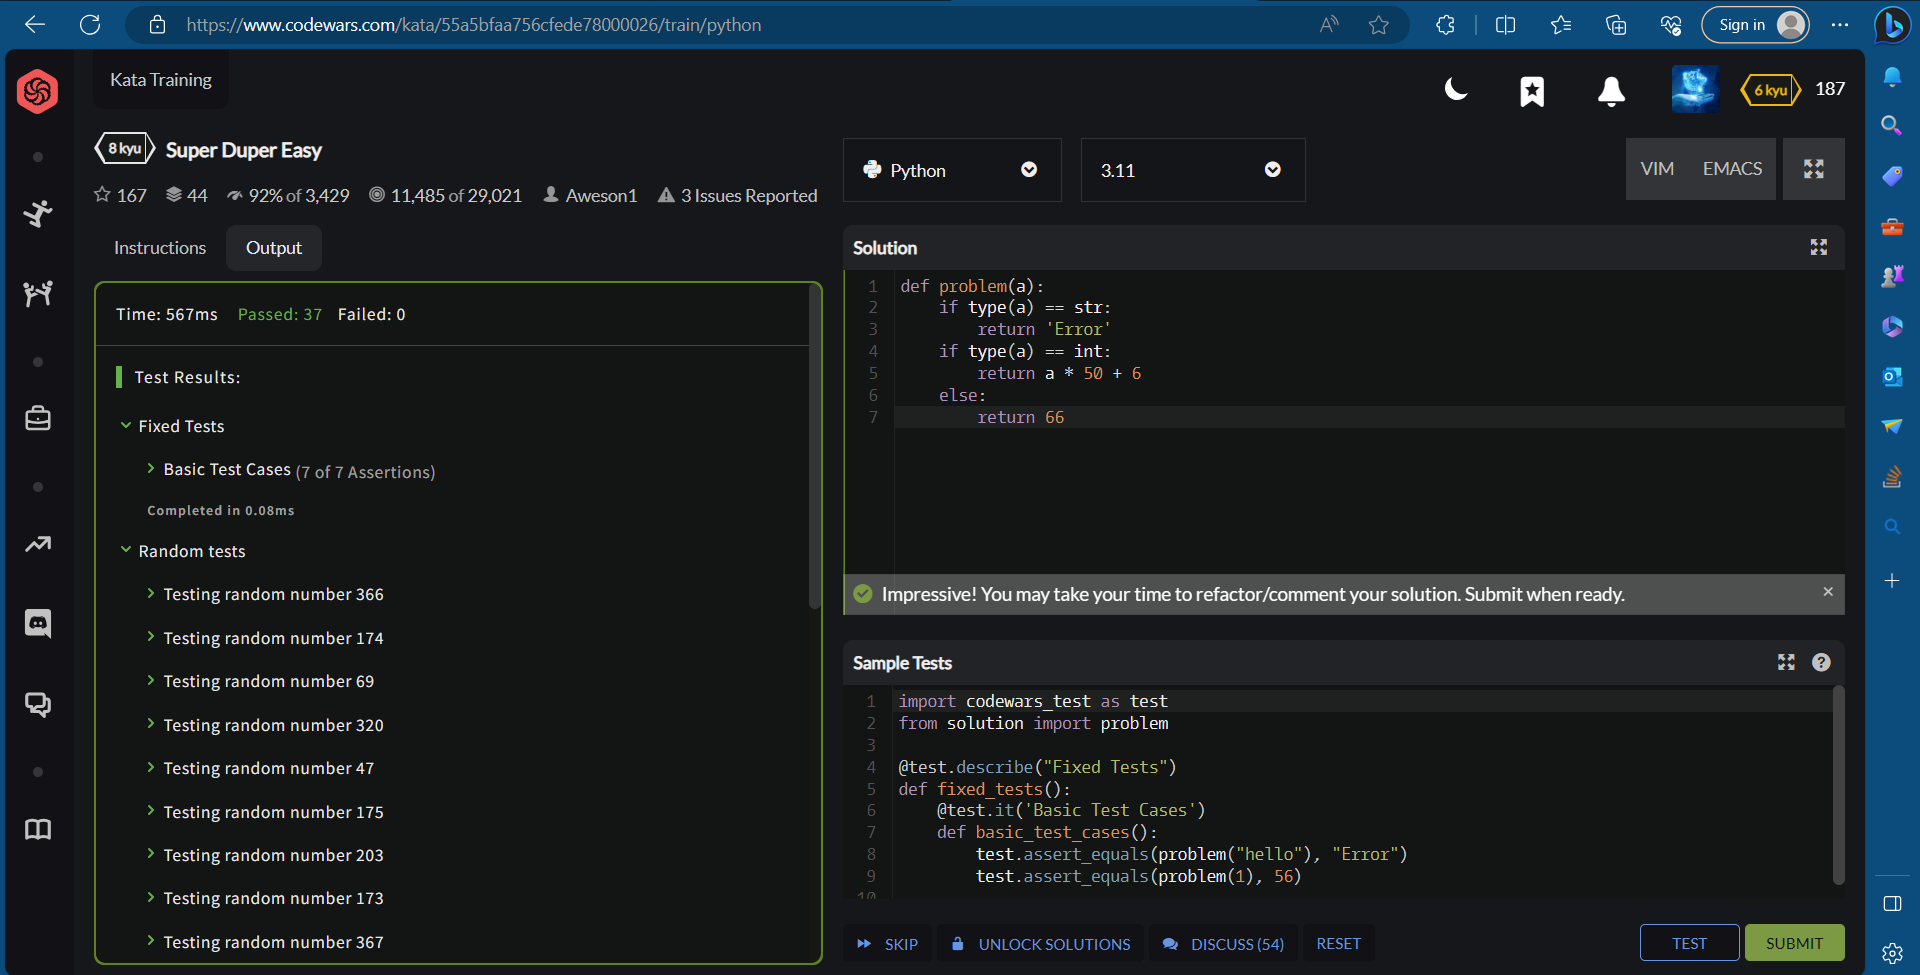 https://www.codewars.com/kata/55a5bfaa756cfede78000026/train/python
Sign in
Kata Training
6 kyu
187
8 kyu
Super Duper Easy
167
44
92% of 3,429
11,485 of 29,021
Aweson1
3 Issues Reported
Python
3.11
VIM
EMACS
Instructions
Output
Time: 567ms Passed: 37 Failed: 0
Test Results:
Fixed Tests
Basic Test Cases (7 of 7 Assertions)
Completed in 0.08ms
Random tests
Testing random number 366
Testing random number 174
Testing random number 69
Testing random number 320
Testing random number 47
Testing random number 175
Testing random number 203
Testing random number 173
Testing random number 367
Solution
1 def problem(a):
2     if type(a) == str:
3         return 'Error'
4     if type(a) == int:
5         return a * 50 + 6
6     else:
7         return 66
Impressive! You may take your time to refactor/comment your solution. Submit when ready.
Sample Tests
1 import codewars_test as test
2 from solution import problem
3
4 @test.describe("Fixed Tests")
5 def fixed_tests():
6     @test.it('Basic Test Cases')
7     def basic_test_cases():
8         test.assert_equals(problem("hello"), "Error")
9         test.assert_equals(problem(1), 56)
10
SKIP
UNLOCK SOLUTIONS
DISCUSS (54)
RESET
TEST
SUBMIT